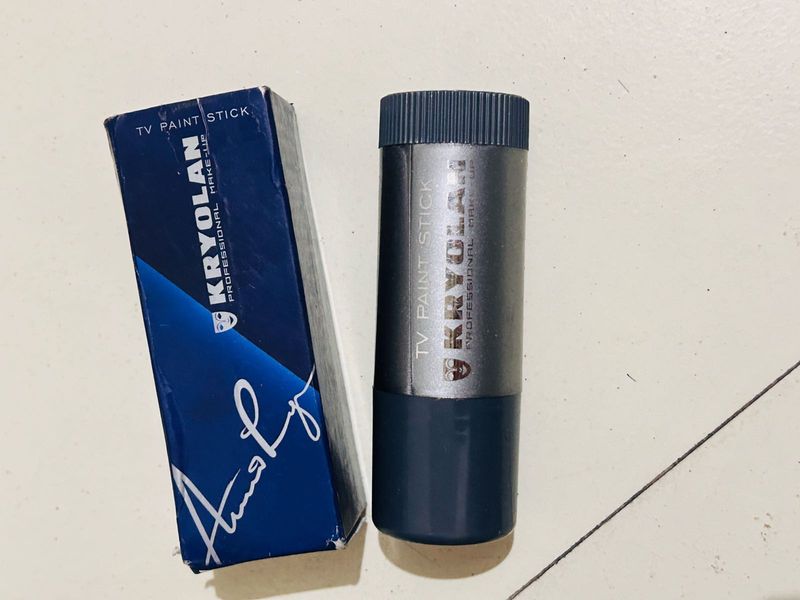 TV PAINT STICK
KRYOLAN
PROFESSIONAL MAKE-UP
TV PAINT STICK
KRYOLAN
PROFESSIONAL MAKE-UP